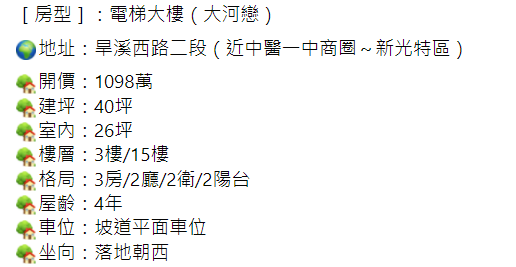 ［房型］：電梯大樓（大河戀）
地址：旱溪西路二段（近中醫一中商圈～新光特區）
開價：1098萬
建坪：40坪
室內：26坪
樓層：3樓/15樓
格局：3房/2廳/2衛/2陽台
屋齡：4年
車位：坡道平面車位
坐向：落地朝西